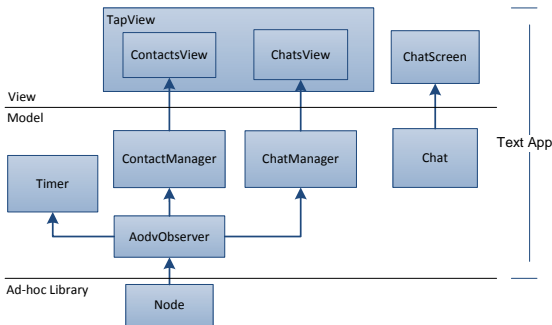 TapView
ContactsView
ChatsView
ChatScreen
View
Model
Text App
ContactManager
ChatManager
Chat
Timer
AodvObserver
Ad-hoc Library
Node